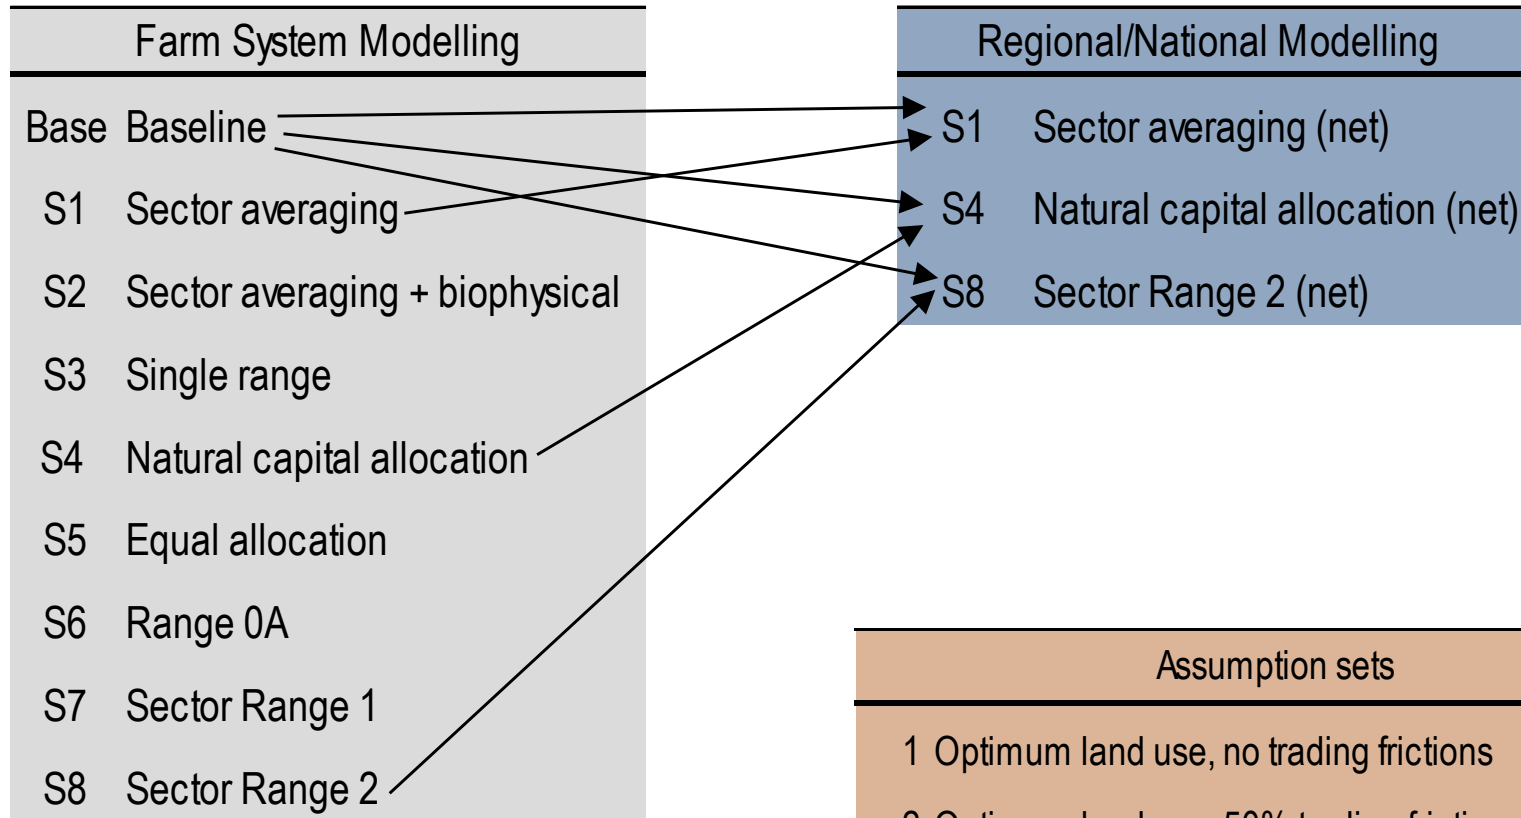 Farm System Modelling
Base Baseline
S1 Sector averaging
S2 Sector averaging + biophysical
S3 Single range
S4 Natural capital allocation
S5 Equal allocation
S6 Range 0A
S7 Sector Range 1
S8 Sector Range 2
Regional/National Modelling
S1 Sector averaging (net)
S4 Natural capital allocation (net)
S8 Sector Range 2 (net)
Assumption sets
1 Optimum land use, no trading frictions